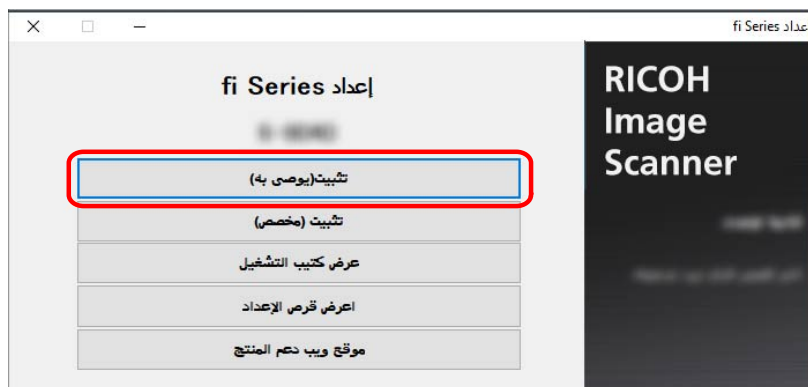 إعداد fi Series
RICOH
Image
Scanner
إعداد fi Series
تثبيت(يوصى به)
تثبيت (مخصص)
عرض كتيب التشغيل
اعرض قرص الإعداد
موقع ويب دعم المنتج